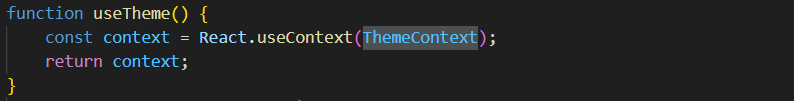 function useTheme() {
    const context = React.useContext(ThemeContext);
    return context;
}